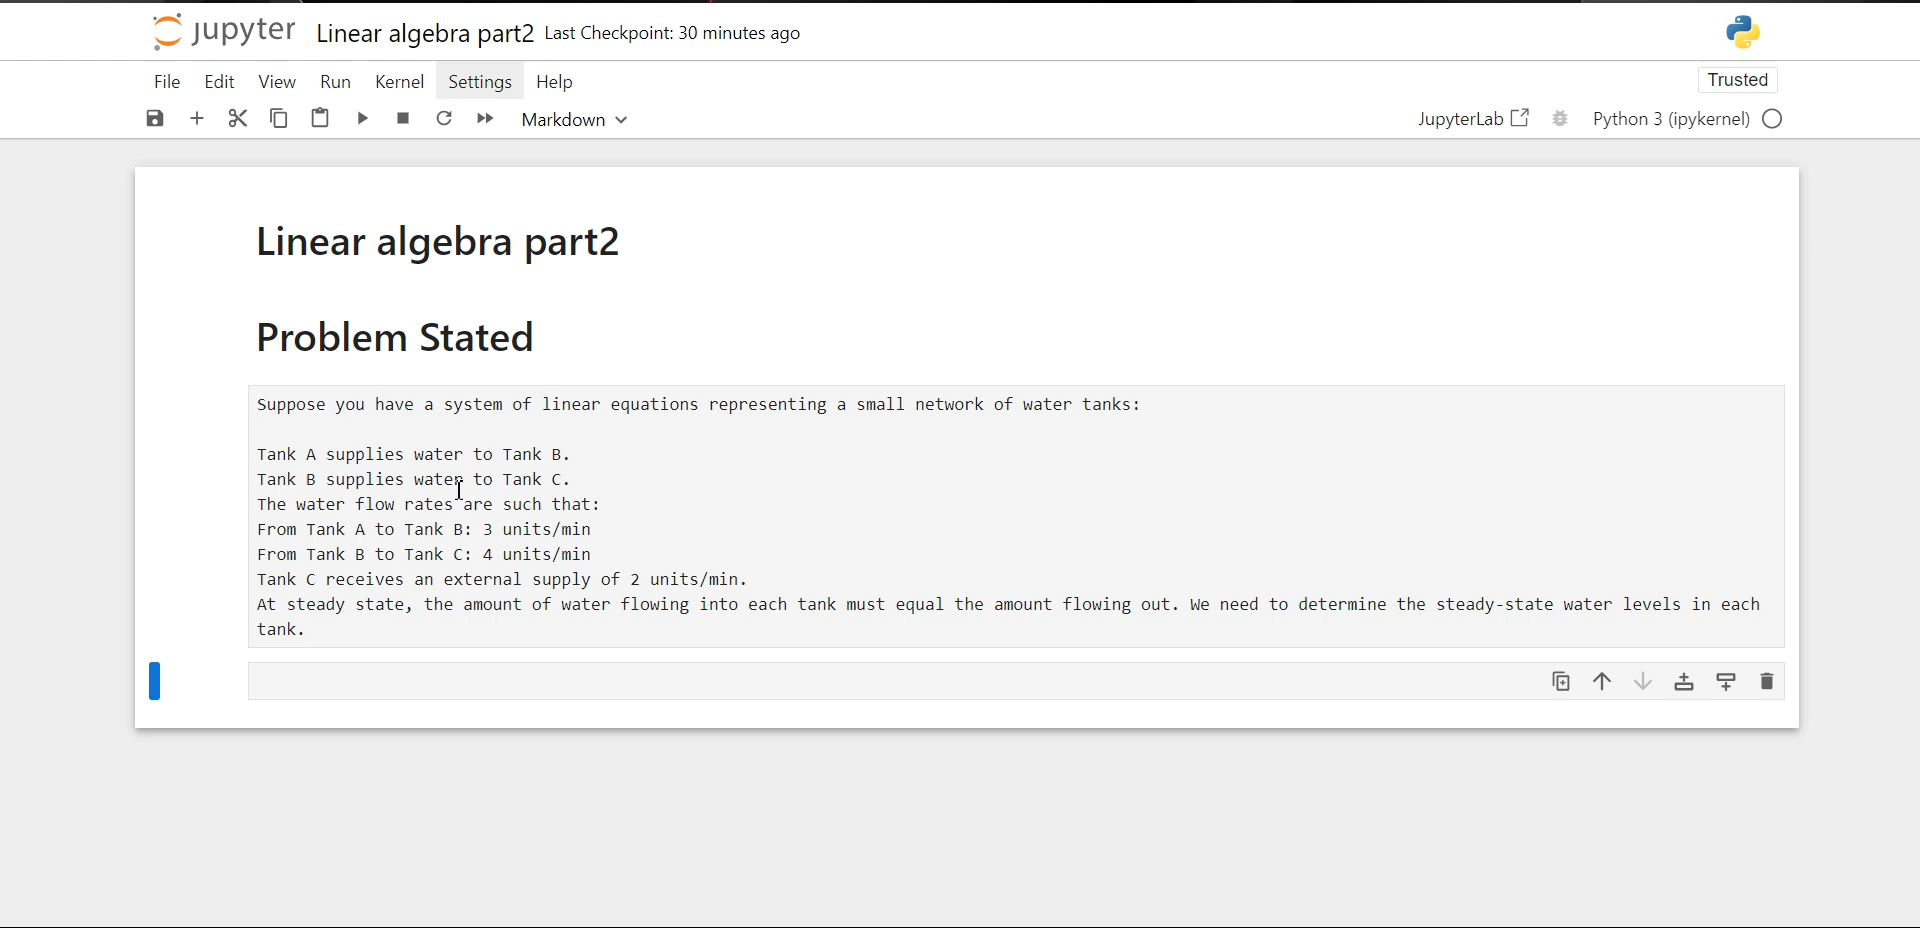 jupyter Linear algebra part2 Last Checkpoint: 30 minutes ago
File Edit View Run Kernel Settings Help Trusted
Markdown JupyterLab Python 3 (ipykernel)
Linear algebra part2
Problem Stated
Suppose you have a system of linear equations representing a small network of water tanks:
Tank A supplies water to Tank B.
Tank B supplies water to Tank C.
The water flow rates are such that:
From Tank A to Tank B: 3 units/min
From Tank B to Tank C: 4 units/min
Tank C receives an external supply of 2 units/min.
At steady state, the amount of water flowing into each tank must equal the amount flowing out. We need to determine the steady-state water levels in each
tank.